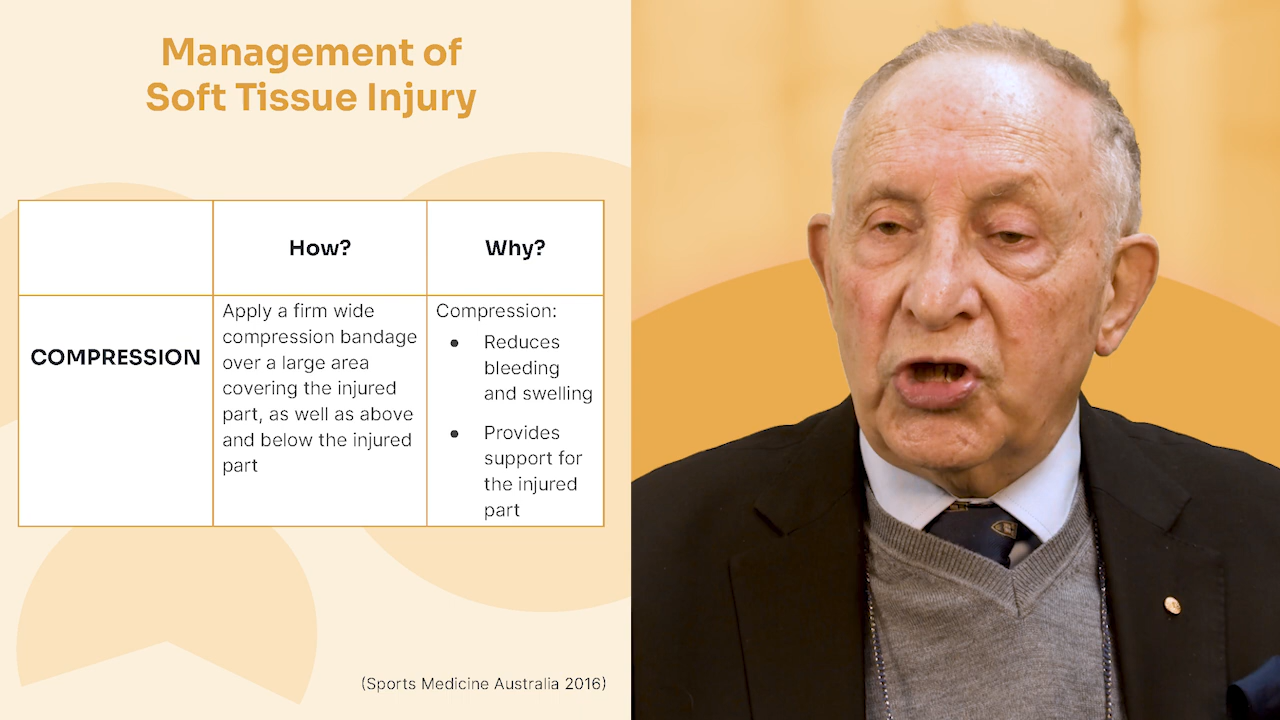 Management of
Soft Tissue Injury
How?
Why?
COMPRESSION
Apply a firm wide
compression bandage
over a large area
covering the injured
part, as well as above
and below the injured
part
Compression:
• Reduces
bleeding
and swelling
• Provides
support for
the injured
part
(Sports Medicine Australia 2016)